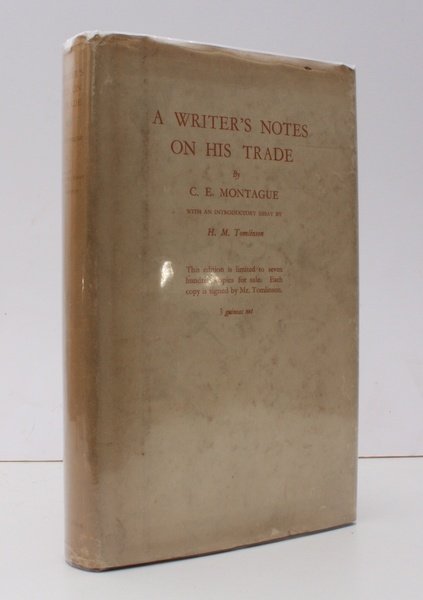 A WRITER'S NOTES
ON HIS TRADE
By
C. E. MONTAGUE
WITH AN INTRODUCTORY ESSAY BY
H. M. Tomlinson
This edition is limited to seven
hundred copies for sale. Each
copy is signed by Mr. Tomlinson.
3 guineas net